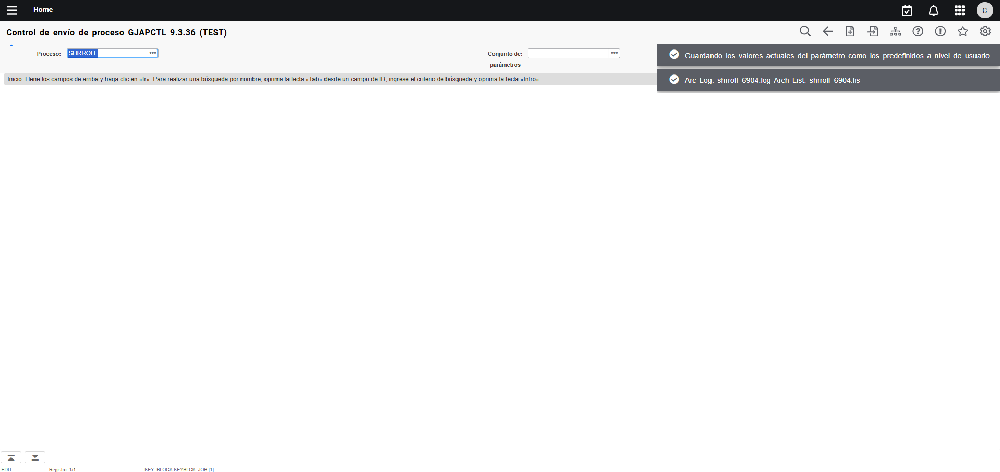 Home
C
Control de envío de proceso GJAPCTL 9.3.36 (TEST)
Proceso: SHRROLL
Conjunto de:
parámetros
Guardando los valores actuales del parámetro como los predefinidos a nivel de usuario.
Inicio: Llene los campos de arriba y haga clic en «Ir». Para realizar una búsqueda por nombre, oprima la tecla «Tab» desde un campo de ID, ingrese el criterio de búsqueda y oprima la tecla «Intro».
Arc Log: shrroll_6904.log Arch List: shrroll_6904.lis
EDIT Registro: 1/1 KEY_BLOCK.KEYBLCK_JOB [1]